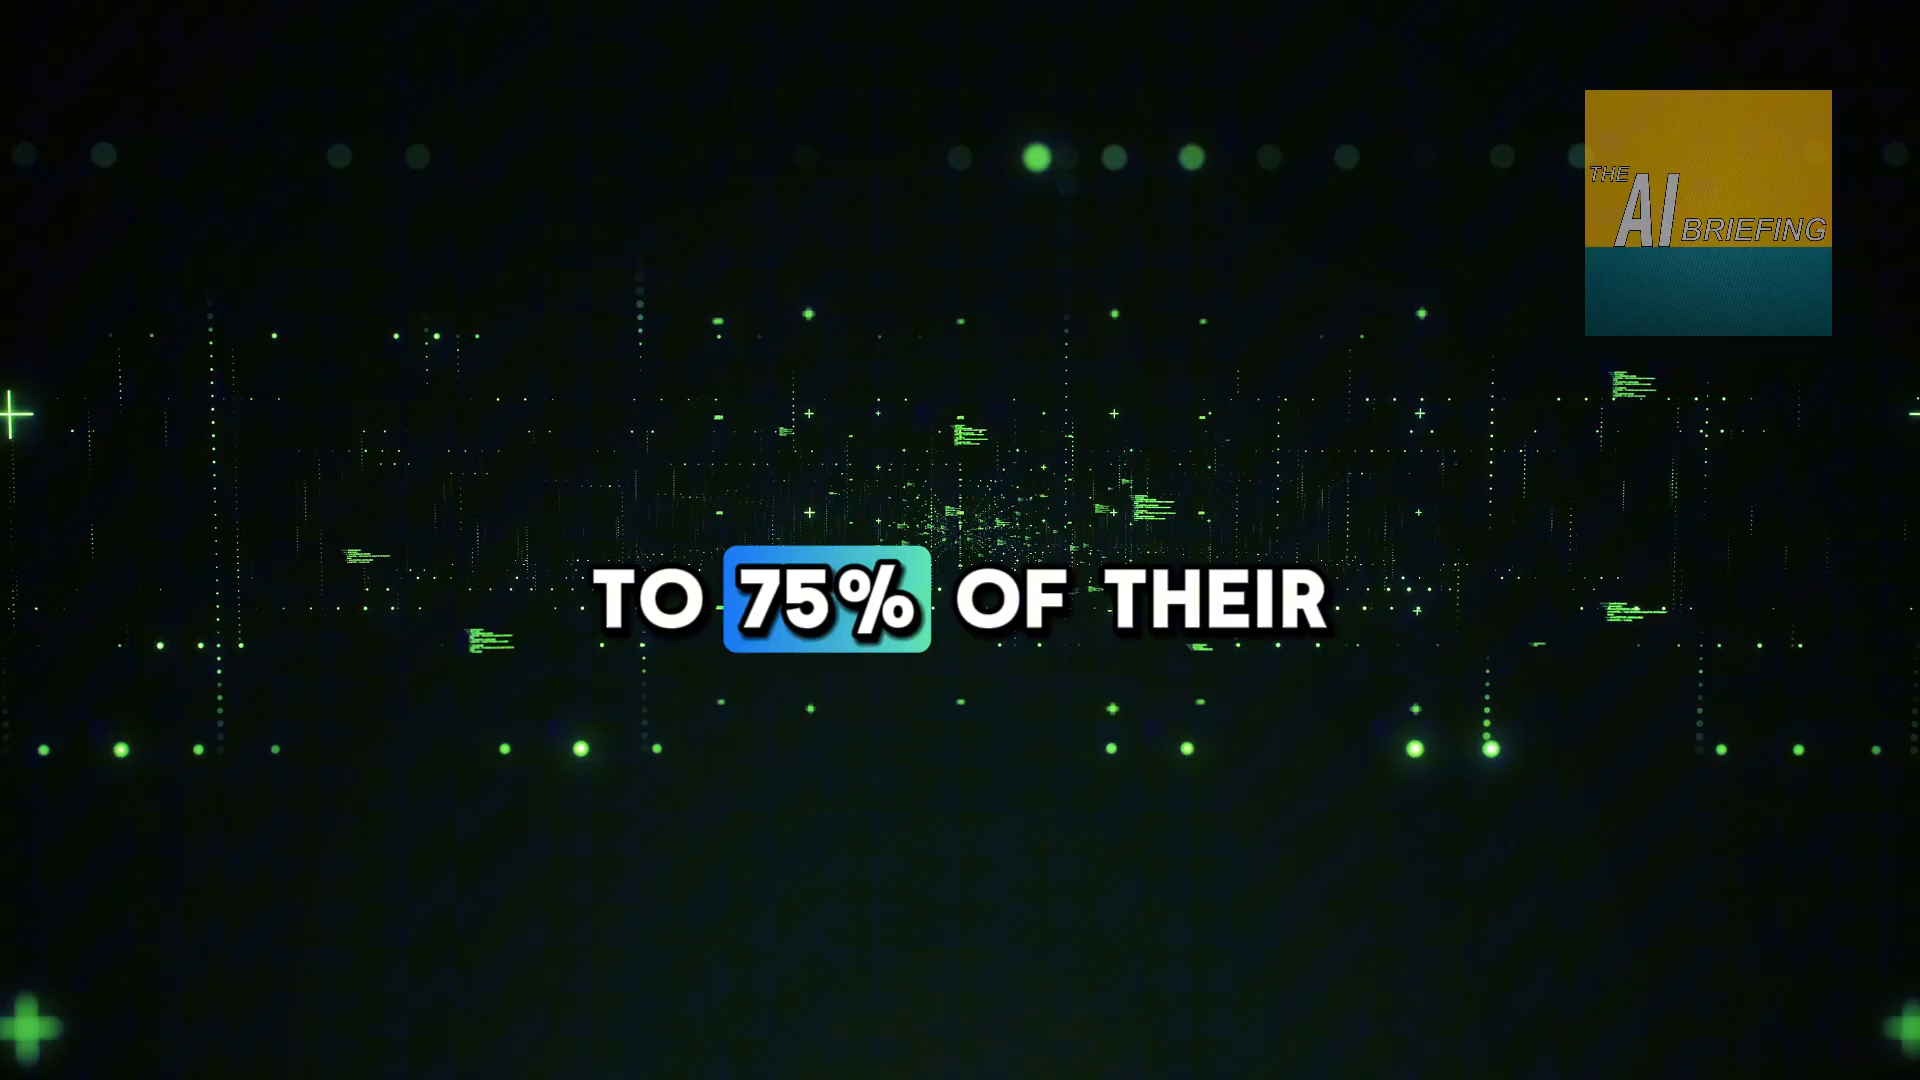 THE
AI BRIEFING
TO 75% OF THEIR